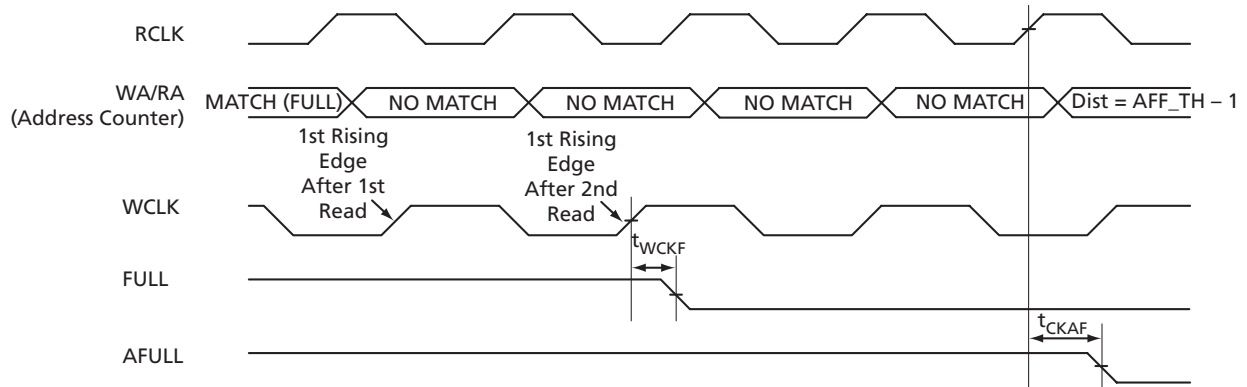 RCLK
WA/RA
(Address Counter)
MATCH (FULL)
NO MATCH
NO MATCH
NO MATCH
NO MATCH
Dist = AFF_TH – 1
1st Rising
Edge
After 1st
Read
1st Rising
Edge
After 2nd
Read
WCLK
tWCKF
FULL
tCKAF
AFULL